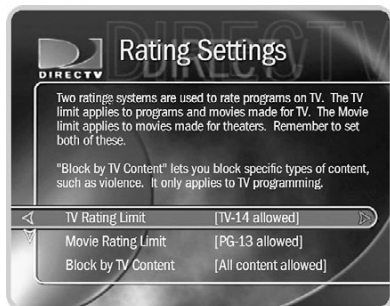 DIRECTV
DIRECTV
Rating Settings
Two ratings systems are used to rate programs on TV. The TV
limit applies to programs and movies made for TV. The Movie
limit applies to movies made for theaters. Remember to set
both of these.
"Block by TV Content" lets you block specific types of content,
such as violence. It only applies to TV programming.
TV Rating Limit [TV-14 allowed]
Movie Rating Limit [PG-13 allowed]
Block by TV Content [All content allowed]